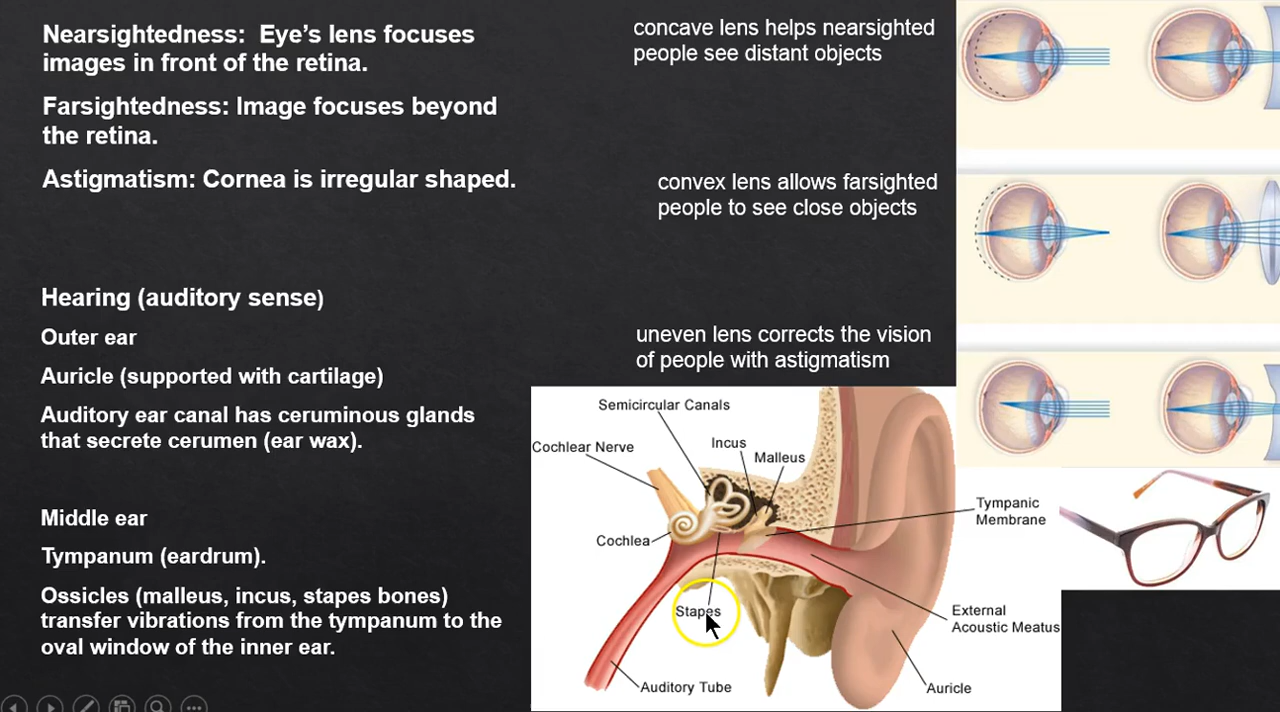 Nearsightedness:  Eye’s lens focuses
images in front of the retina.
Farsightedness: Image focuses beyond
the retina.
Astigmatism: Cornea is irregular shaped.
Hearing (auditory sense)
Outer ear
Auricle (supported with cartilage)
Auditory ear canal has ceruminous glands
that secrete cerumen (ear wax).
Middle ear
Tympanum (eardrum).
Ossicles (malleus, incus, stapes bones)
transfer vibrations from the tympanum to the
oval window of the inner ear.
concave lens helps nearsighted
people see distant objects
convex lens allows farsighted
people to see close objects
uneven lens corrects the vision
of people with astigmatism
Semicircular Canals
Incus
Malleus
Cochlear Nerve
Tympanic
Membrane
Cochlea
Stapes
External
Acoustic Meatus
Auditory Tube
Auricle